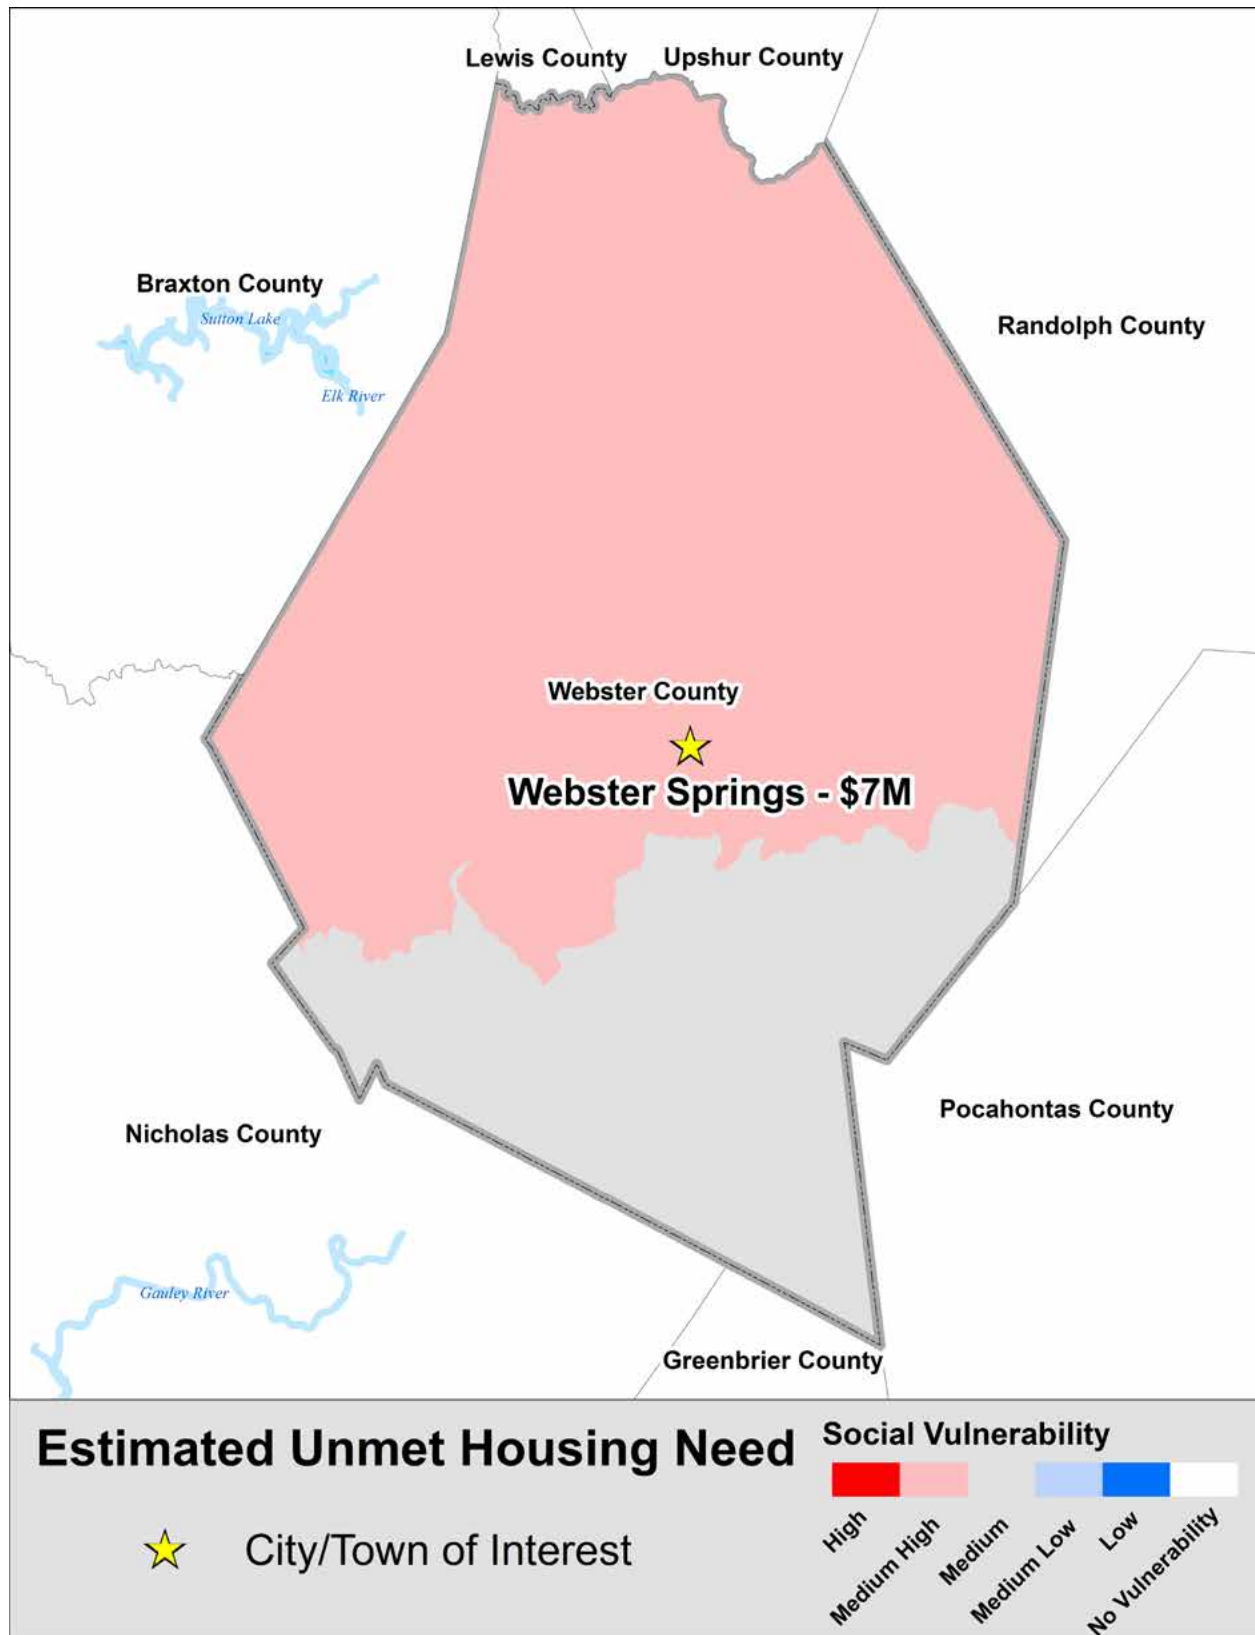 Lewis County
Upshur County
Braxton County
Sutton Lake
Randolph County
Elk River
Webster County
Webster Springs - $7M
Pocahontas County
Nicholas County
Gauley River
Greenbrier County
Estimated Unmet Housing Need
City/Town of Interest
Social Vulnerability
High
Medium High
Medium
Medium Low
Low
No Vulnerability